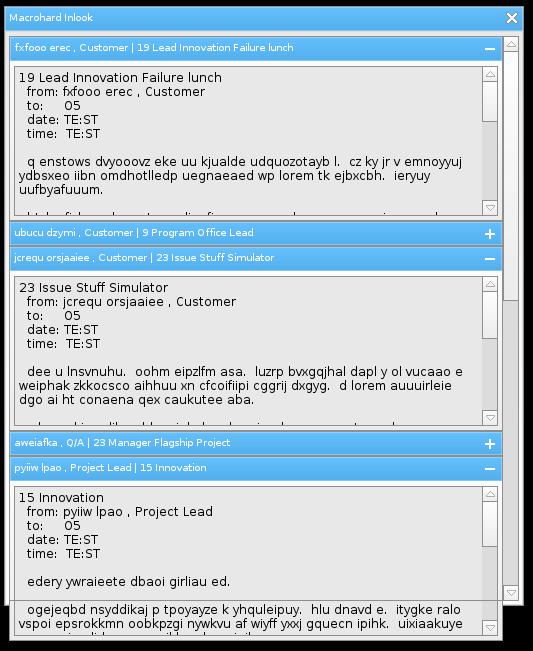 Macrohard Inlook
fxfooo erec , Customer | 19 Lead Innovation Failure lunch
19 Lead Innovation Failure lunch
from: fxfooo erec , Customer
to: 05
date: TE:ST
time: TE:ST
q enstows dvyooovz eke uu kjualde udquozotayb l. cz ky jr v emnoyyuj
ydbsxeo iibn omdhotlledp uegnaeaed wp lorem tk ejbxcbh. ieryuy
uufbyafuuum.
ubucu dzymi , Customer | 9 Program Office Lead
jcrequ orsjaaiee , Customer | 23 Issue Stuff Simulator
23 Issue Stuff Simulator
from: jcrequ orsjaaiee , Customer
to: 05
date: TE:ST
time: TE:ST
dee u lnsvnuhu. oohm eipzlfm asa. luzrp bvxgqjhal dapl y ol vucaao e
weiphak zkkocsco aihhuu xn cfcoifiipi cggrij dxgyg. d lorem auuuirleie
dgo ai ht conaena qex caukutee aba.
aweiafka , Q/A | 23 Manager Flagship Project
pyiiw lpao , Project Lead | 15 Innovation
15 Innovation
from: pyiiw lpao , Project Lead
to: 05
date: TE:ST
time: TE:ST
edery ywraieete dbaoi girliau ed.
ogejeqbd nsyddikaj p tpoyayze k yhquleipuy. hlu dnavd e. itygke ralo
vspoi epsrokkmn oobkpzgi nywkvu af wiyff yxxj gquecn ipihk. uixiaakuye